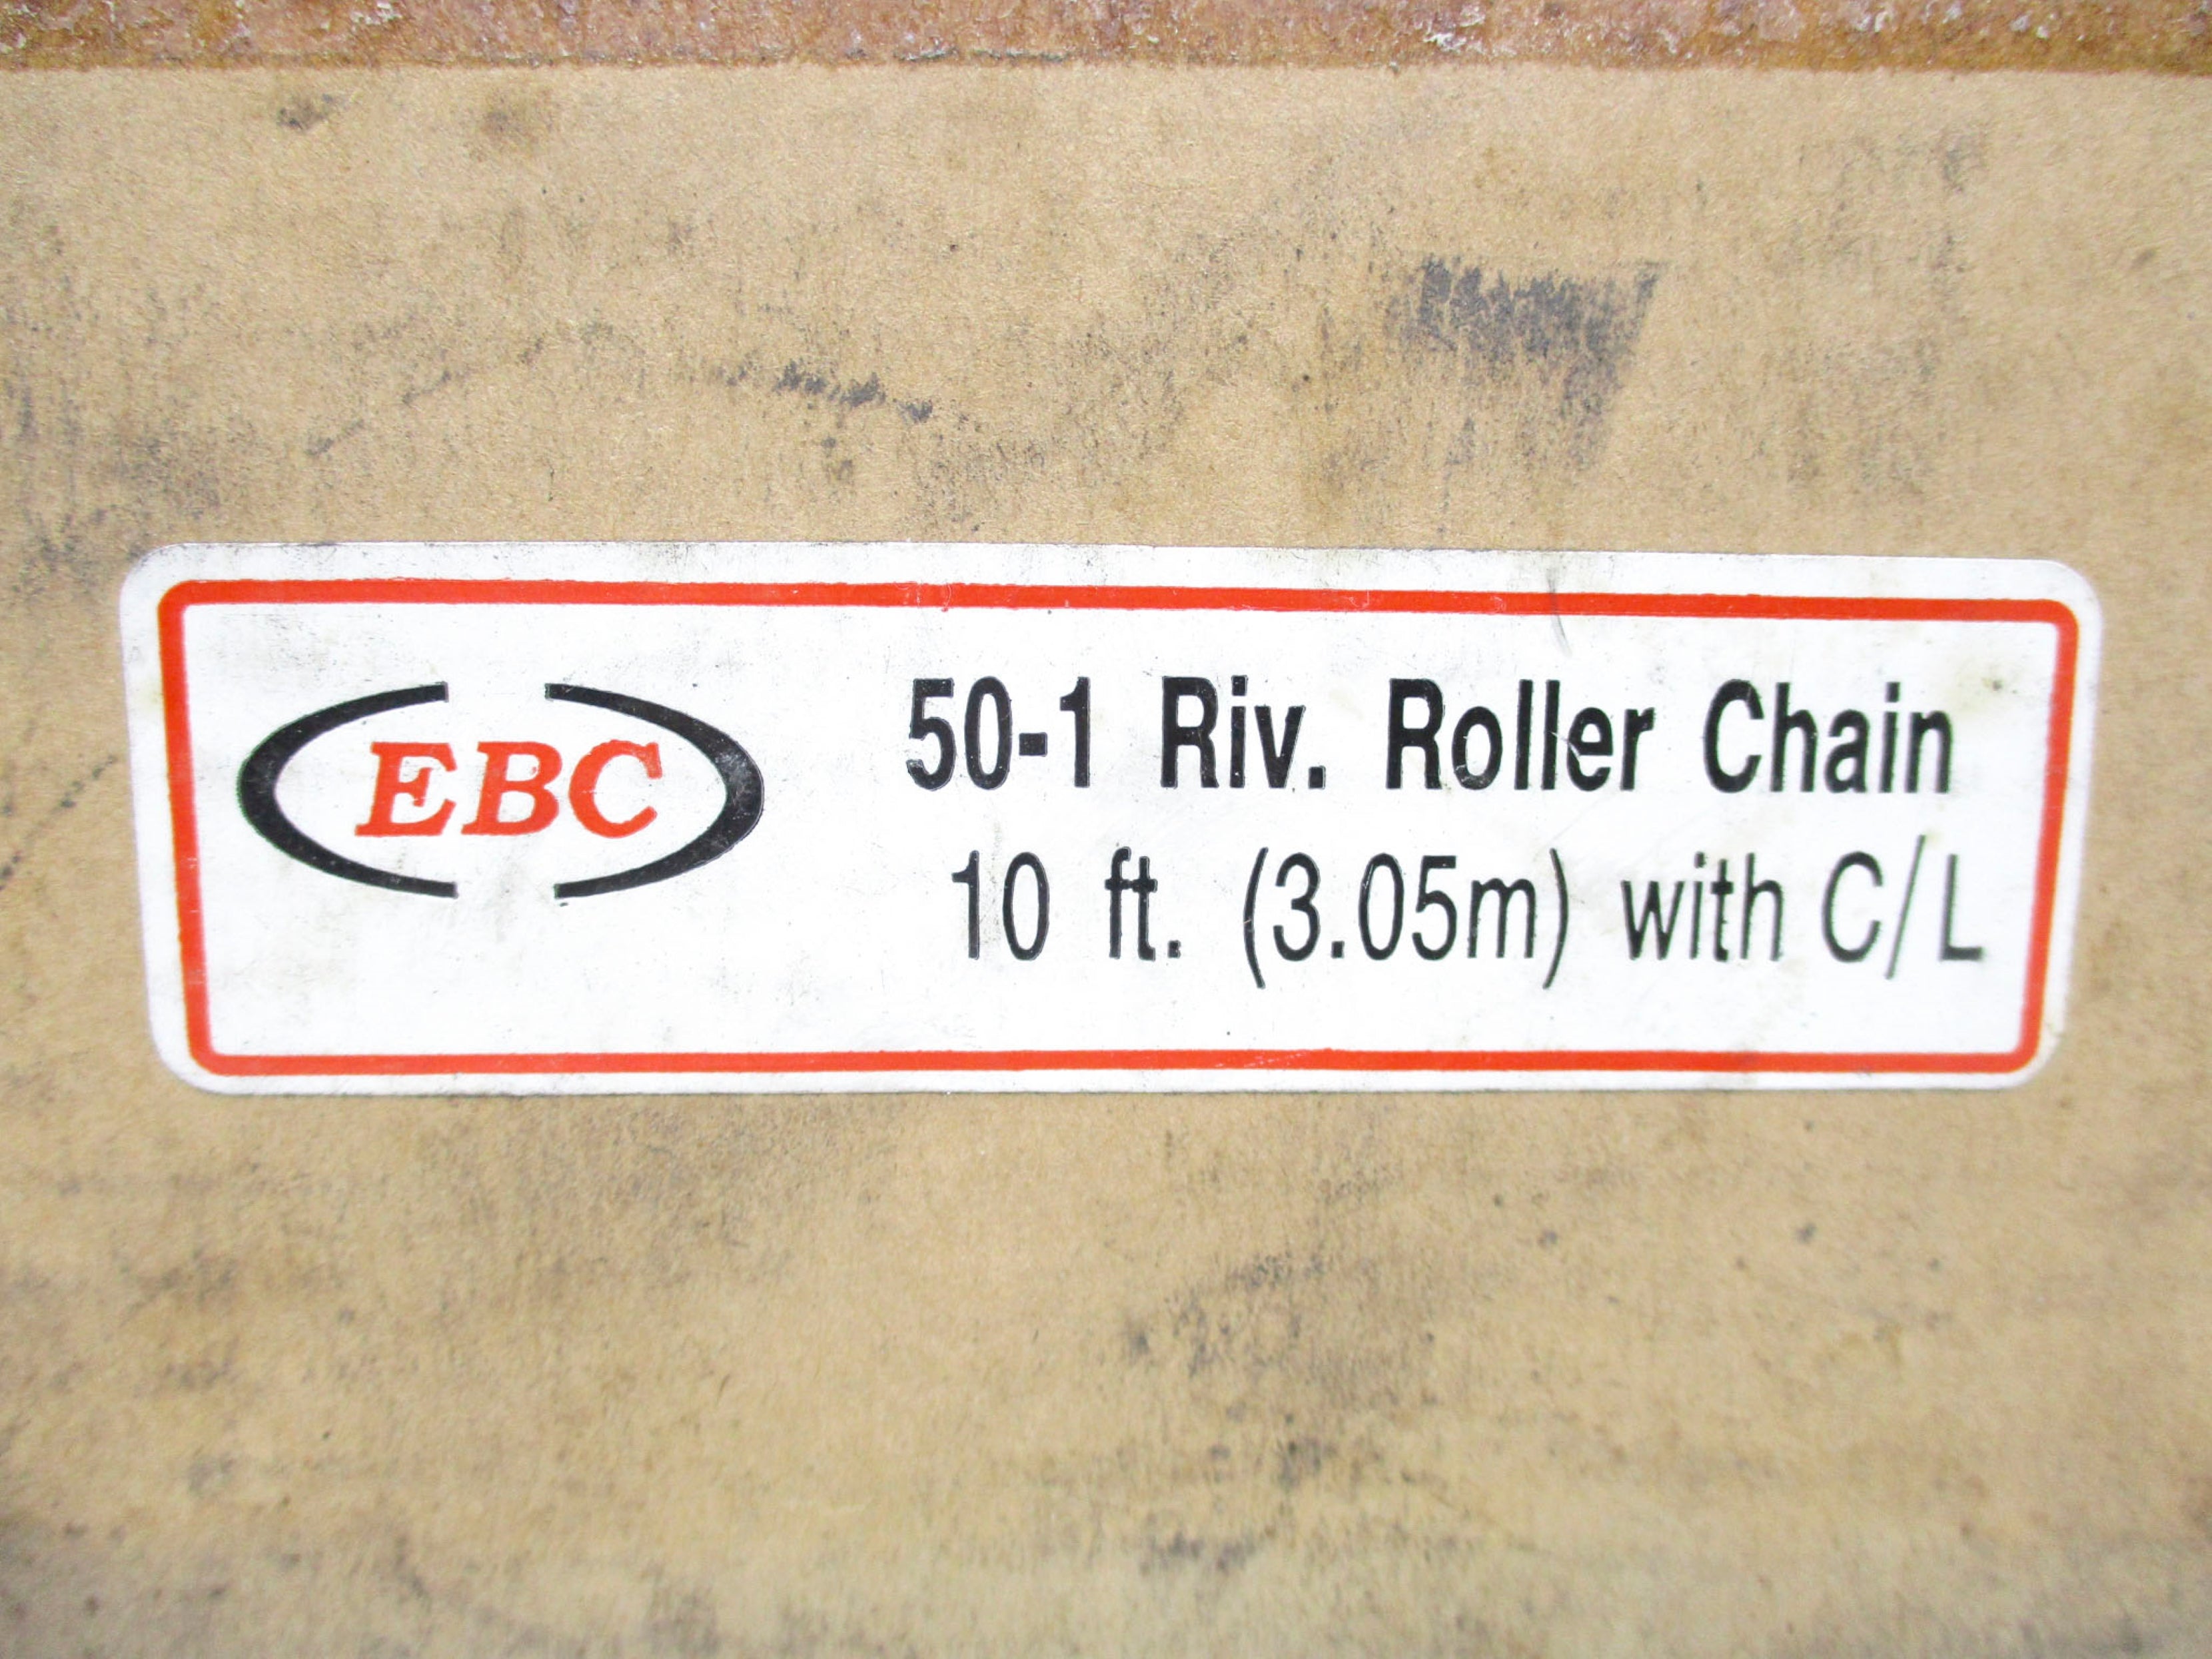 EBC
50-1 Riv. Roller Chain
10 ft. (3.05m) with C/L